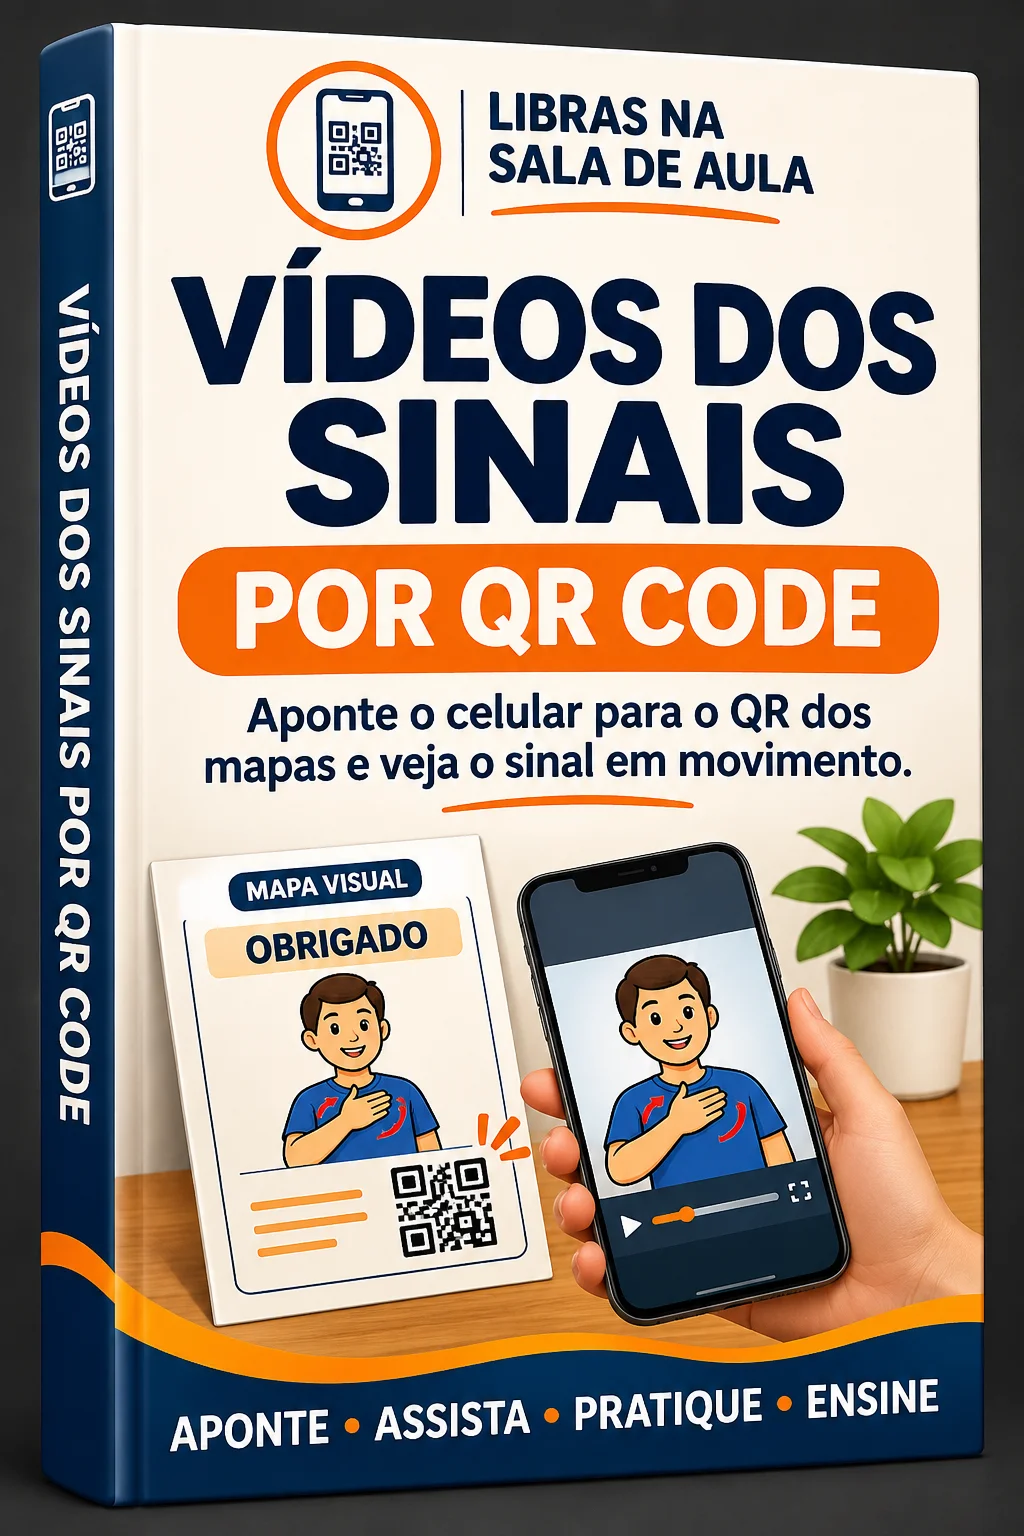 LIBRAS NA
SALA DE AULA
VÍDEOS DOS
SINAIS
POR QR CODE
Aponte o celular para o QR dos
mapas e veja o sinal em movimento.
MAPA VISUAL
OBRIGADO
APONTE • ASSISTA • PRATIQUE • ENSINE
VÍDEOS DOS SINAIS POR QR CODE